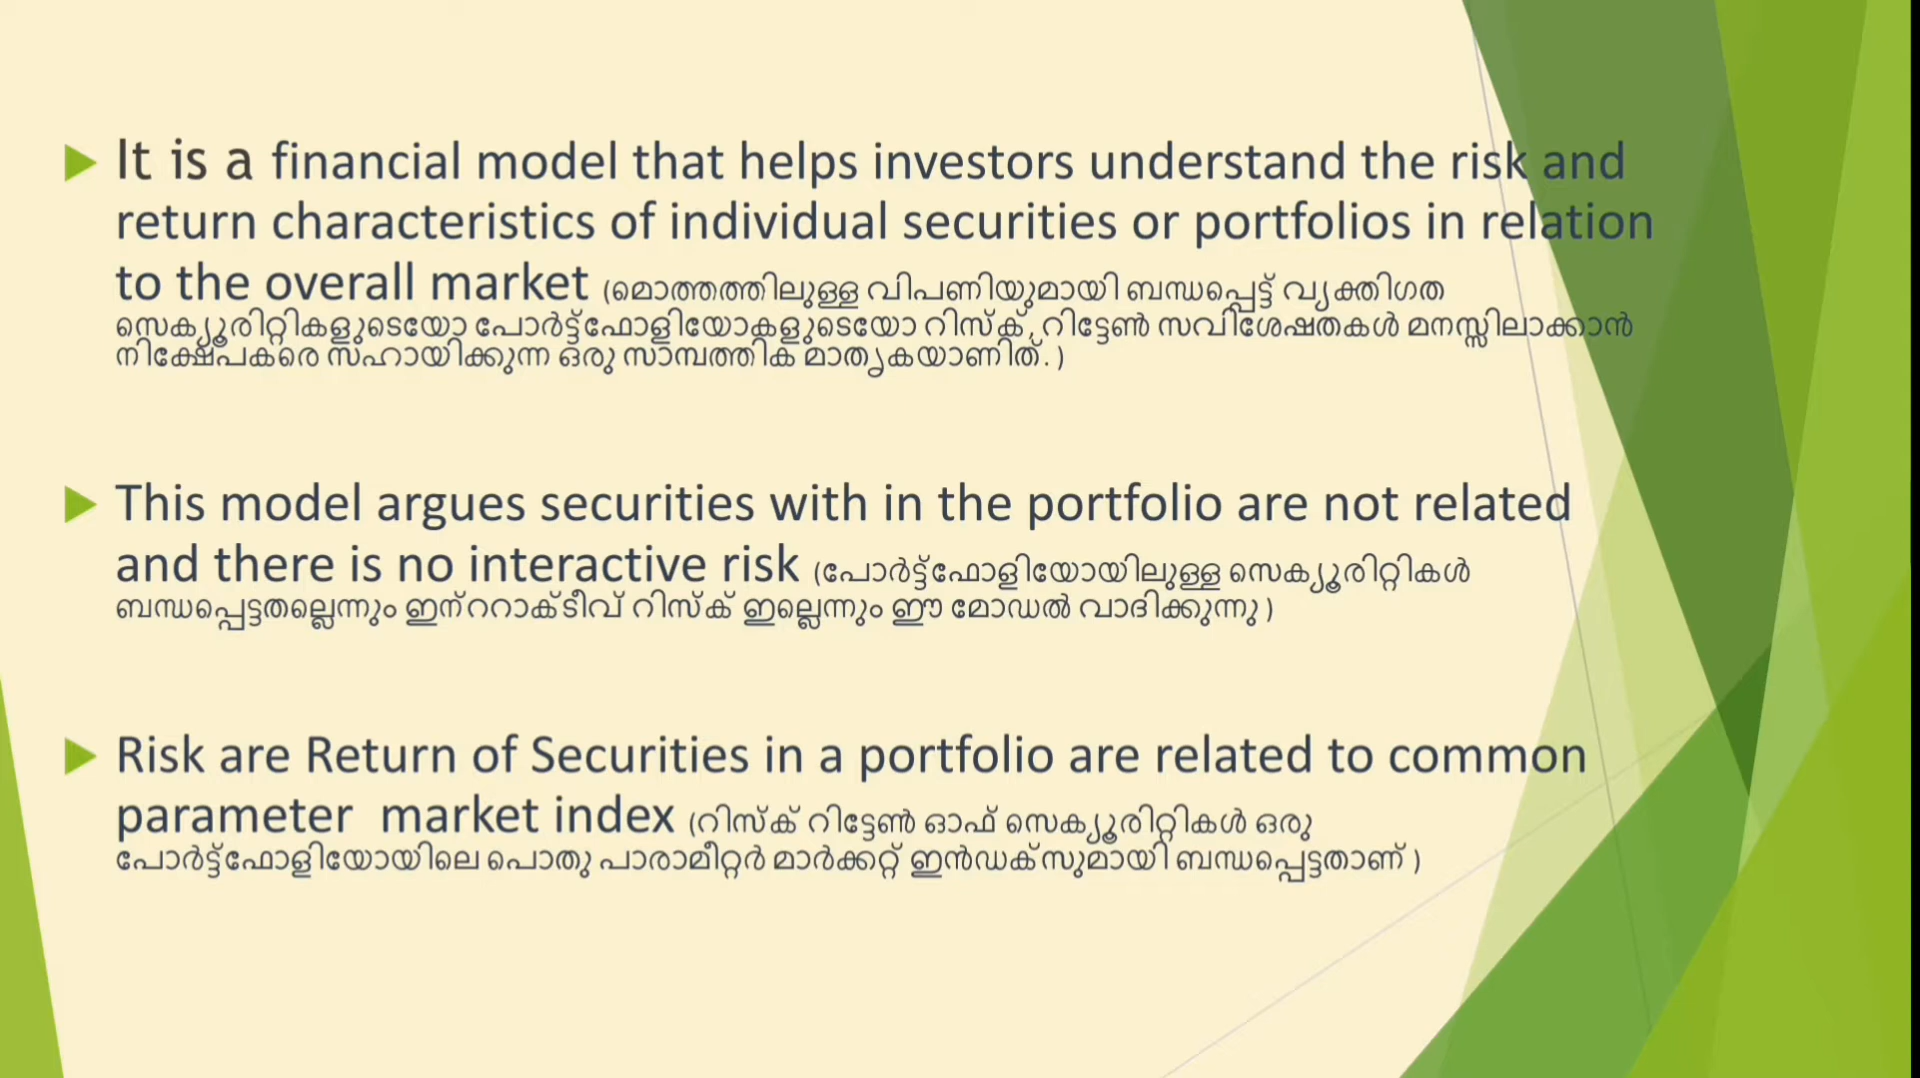 It is a financial model that helps investors understand the risk and
return characteristics of individual securities or portfolios in relation
to the overall market (മൊത്തത്തിലുള്ള വിപണിയുമായി ബന്ധപ്പെട്ട് വ്യക്തിഗത
സെക്യൂരിറ്റികളുടെയോ പോർട്ട്ഫോളിയോകളുടെയോ റിസ്ക്,റിട്ടേൺ സവിശേഷതകൾ മനസ്സിലാക്കാൻ
നിക്ഷേപകരെ സഹായിക്കുന്ന ഒരു സാമ്പത്തിക മാതൃകയാണിത്.)
This model argues securities with in the portfolio are not related
and there is no interactive risk (പോർട്ട്ഫോളിയോയിലുള്ള സെക്യൂരിറ്റികൾ
ബന്ധപ്പെട്ടതല്ലെന്നും ഇന്ററാക്ടീവ് റിസ്ക് ഇല്ലെന്നും ഈ മോഡൽ വാദിക്കുന്നു)
Risk are Return of Securities in a portfolio are related to common
parameter market index (റിസ്ക് റിട്ടേൺ ഓഫ് സെക്യൂരിറ്റികൾ ഒരു
പോർട്ട്ഫോളിയോയിലെ പൊതു പാരാമീറ്റർ മാർക്കറ്റ് ഇൻഡക്സുമായി ബന്ധപ്പെട്ടതാണ്)